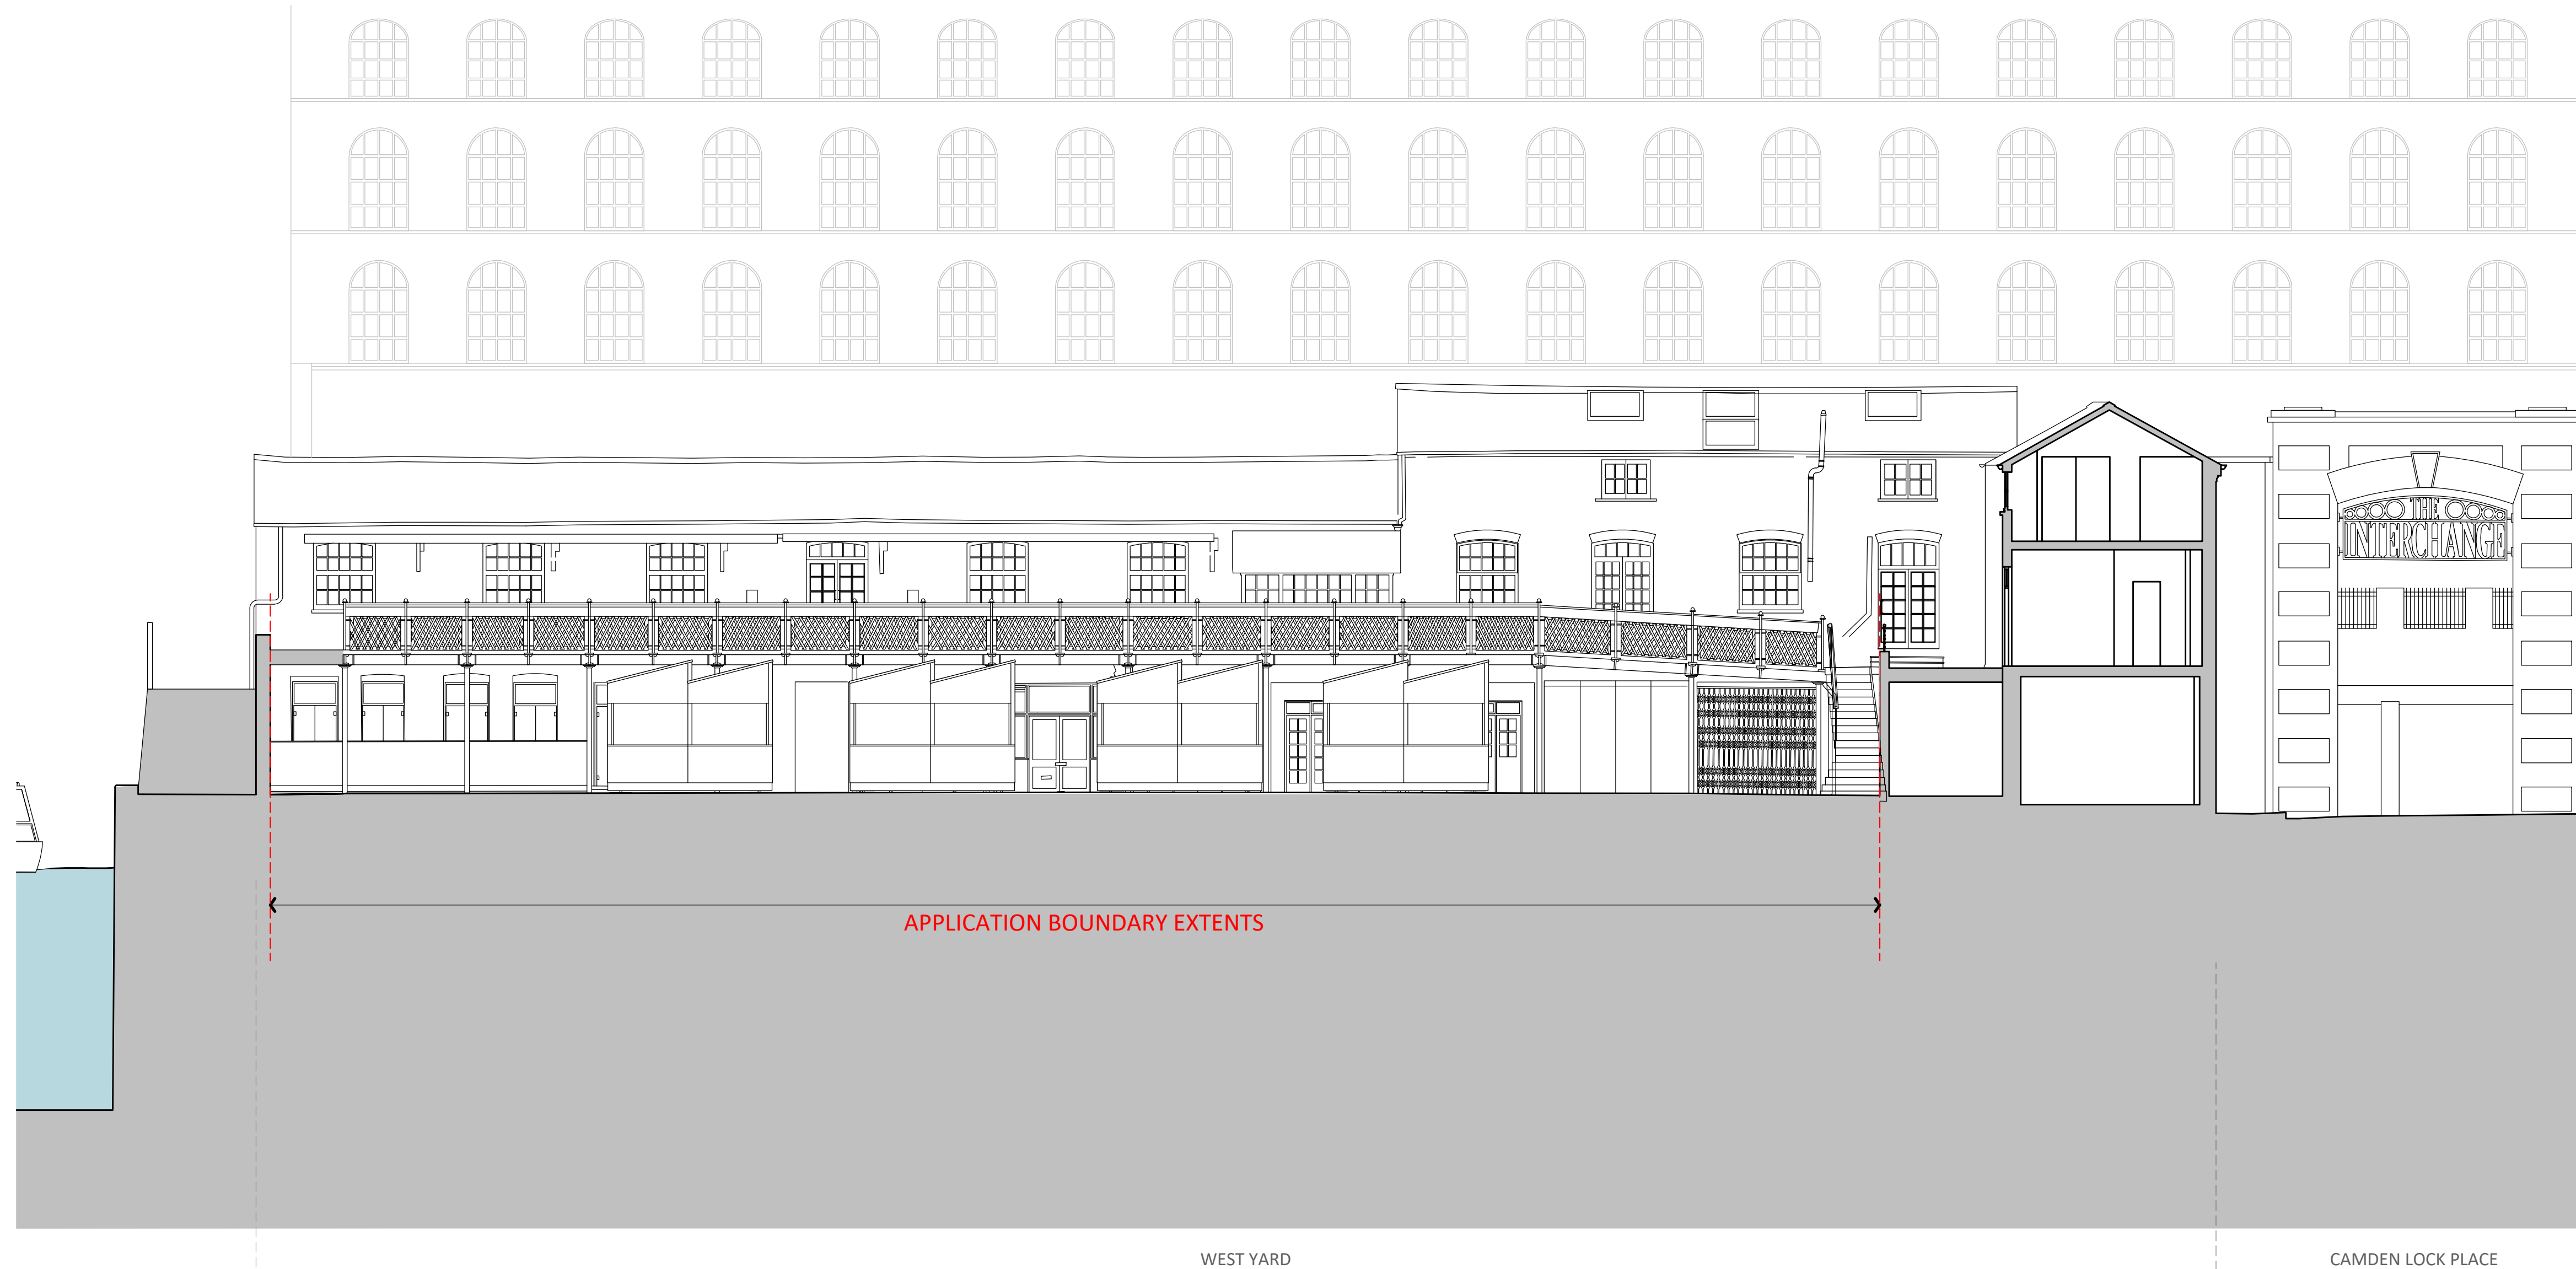 THE
INTERCHANGE
APPLICATION BOUNDARY EXTENTS
WEST YARD
CAMDEN LOCK PLACE